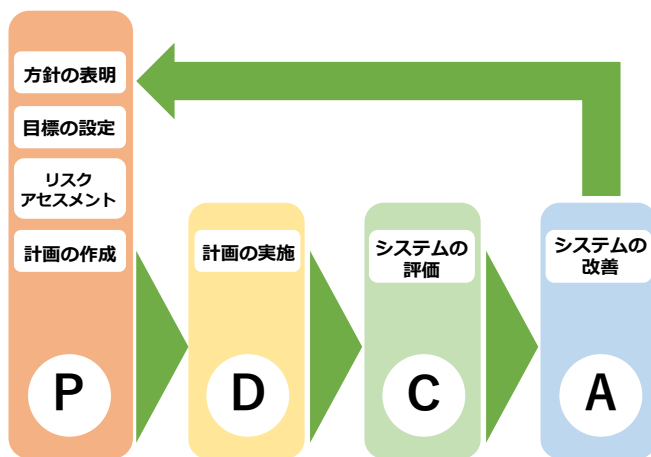 方針の表明
目標の設定
リスク
アセスメント
計画の作成
P
計画の実施
D
システムの
評価
C
システムの
改善
A